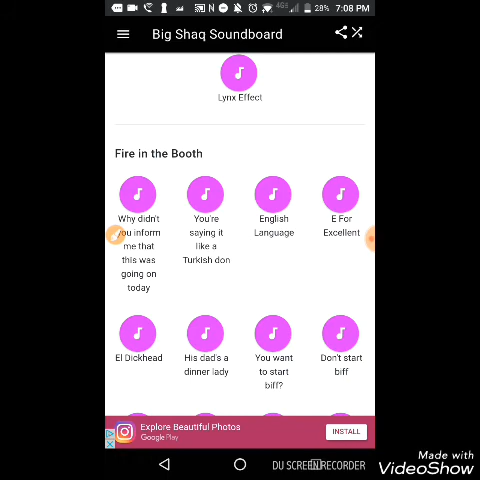 28% 7:08 PM
Big Shaq Soundboard
Lynx Effect
Fire in the Booth
Why didn't
you inform
me that
this was
going on
today
You're
saying it
like a
Turkish don
English
Language
E For
Excellent
El Dickhead
His dad's a
dinner lady
You want
to start
biff?
Don't start
biff
Explore Beautiful Photos
Google Play
INSTALL
DU SCREEN RECORDER
Made with
VideoShow